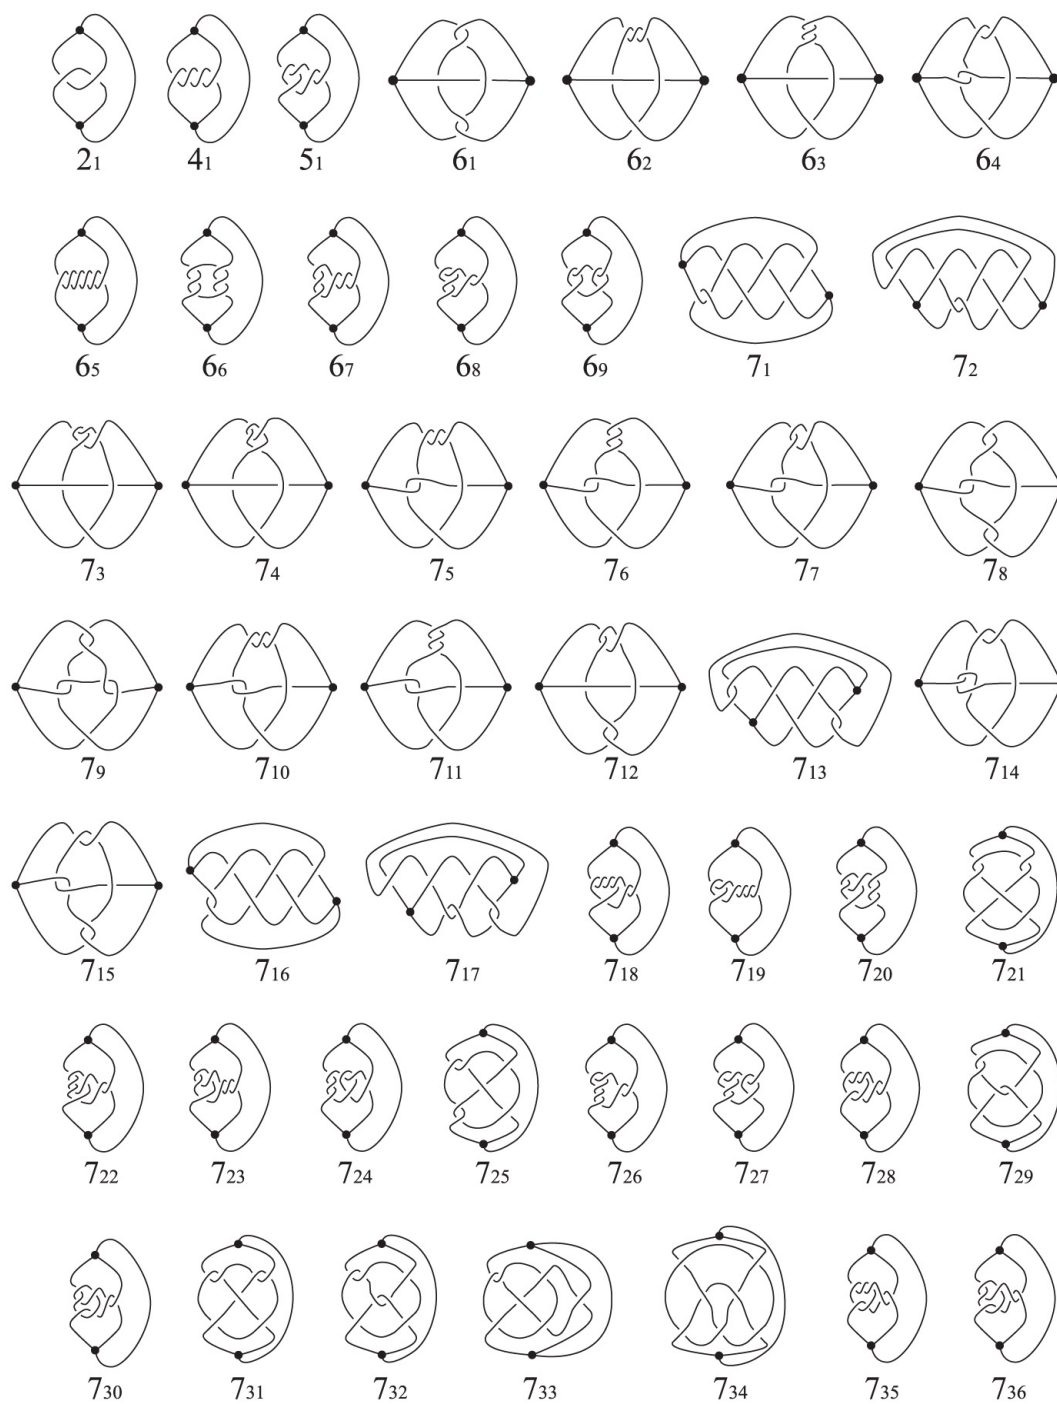 2₁ 4₁ 5₁ 6₁ 6₂ 6₃ 6₄
6₅ 6₆ 6₇ 6₈ 6₉ 7₁ 7₂
7₃ 7₄ 7₅ 7₆ 7₇ 7₈
7₉ 7₁₀ 7₁₁ 7₁₂ 7₁₃ 7₁₄
7₁₅ 7₁₆ 7₁₇ 7₁₈ 7₁₉ 7₂₀ 7₂₁
7₂₂ 7₂₃ 7₂₄ 7₂₅ 7₂₆ 7₂₇ 7₂₈ 7₂₉
7₃₀ 7₃₁ 7₃₂ 7₃₃ 7₃₄ 7₃₅ 7₃₆